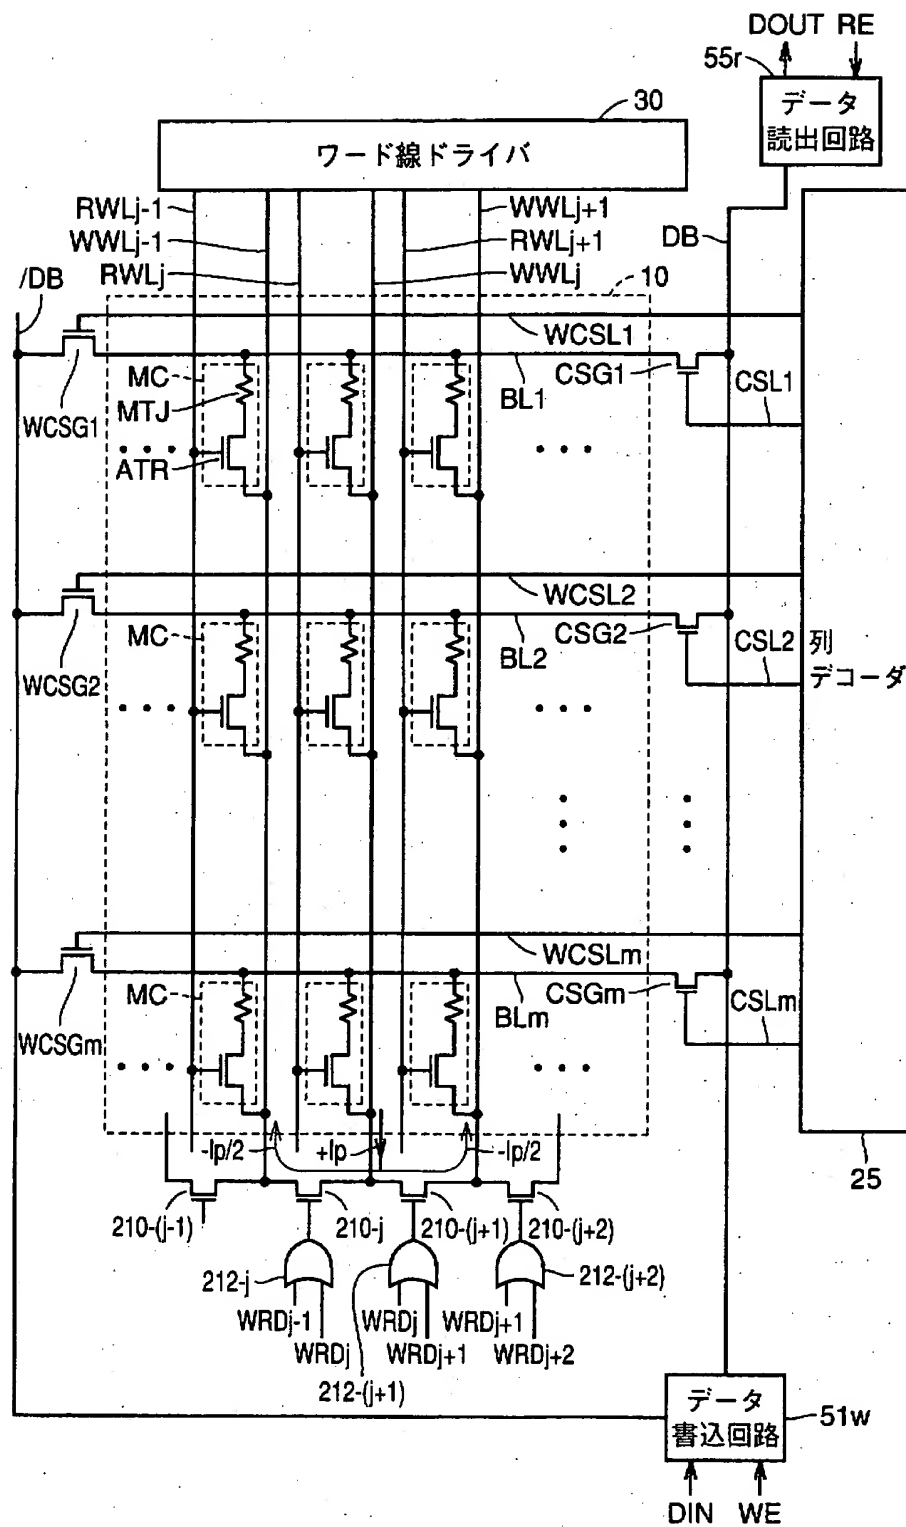 DOUT RE
55r
データ
読出回路
30
ワード線ドライバ
RWLj-1
WWLj+1
WWLj-1
RWLj+1
DB
RWLj
WWLj
/DB
10
WCSL1
MC
CSG1
CSL1
MTJ
BL1
WCSG1
ATR
WCSL2
MC
CSG2
CSL2
列
デコーダ
BL2
WCSG2
WCSLm
MC
CSGm
CSLm
BLm
WCSGm
-Ip/2
+Ip
-Ip/2
25
210-(j-1)
210-j
210-(j+1)
210-(j+2)
212-j
212-(j+2)
WRDj-1
WRDj
WRDj+1
WRDj
WRDj+1
WRDj+2
212-(j+1)
データ
書込回路
51w
DIN WE